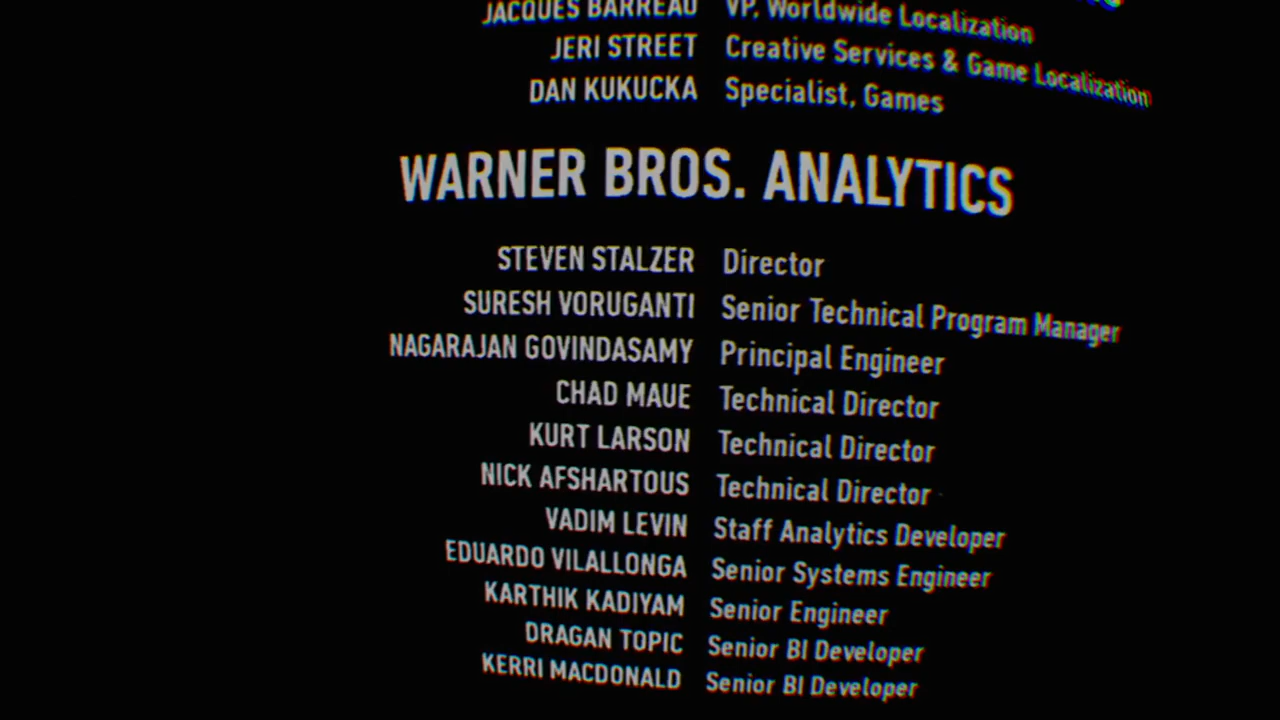 JACQUES BARREAU VP, Worldwide Localization
JERI STREET Creative Services & Game Localization
DAN KUKUCKA Specialist, Games
WARNER BROS. ANALYTICS
STEVEN STALZER Director
SURESH VORUGANTI Senior Technical Program Manager
NAGARAJAN GOVINDASAMY Principal Engineer
CHAD MAUE Technical Director
KURT LARSON Technical Director
NICK AFSHARTOUS Technical Director
VADIM LEVIN Staff Analytics Developer
EDUARDO VILALLONGA Senior Systems Engineer
KARTHIK KADIYAM Senior Engineer
DRAGAN TOPIC Senior BI Developer
KERRI MACDONALD Senior BI Developer